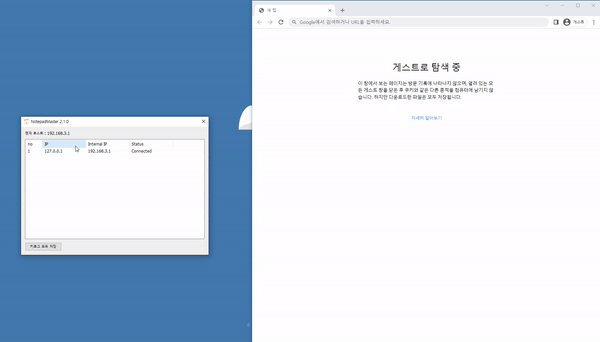 NotepadMaster 2.1.0
현재 호스트 : 192.168.3.1
no IP Internal IP Status
1 127.0.0.1 192.168.3.1 Connected
키로그 모두 저장
새 탭
Google에서 검색하거나 URL을 입력하세요.
게스트
게스트로 탐색 중
이 창에서 보는 페이지는 방문 기록에 나타나지 않으며, 열려 있는 모
든 게스트 창을 닫은 후 쿠키와 같은 다른 흔적을 컴퓨터에 남기지 않
습니다. 하지만 다운로드한 파일은 모두 저장됩니다.
자세히 알아보기